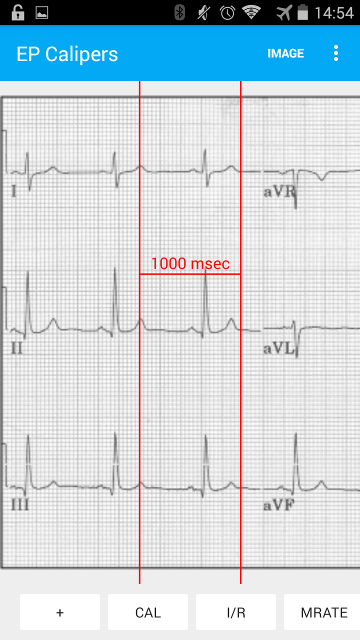 14:54
EP Calipers IMAGE
I aVR
1000 msec
II aVL
III aVF
+ CAL I/R MRATE